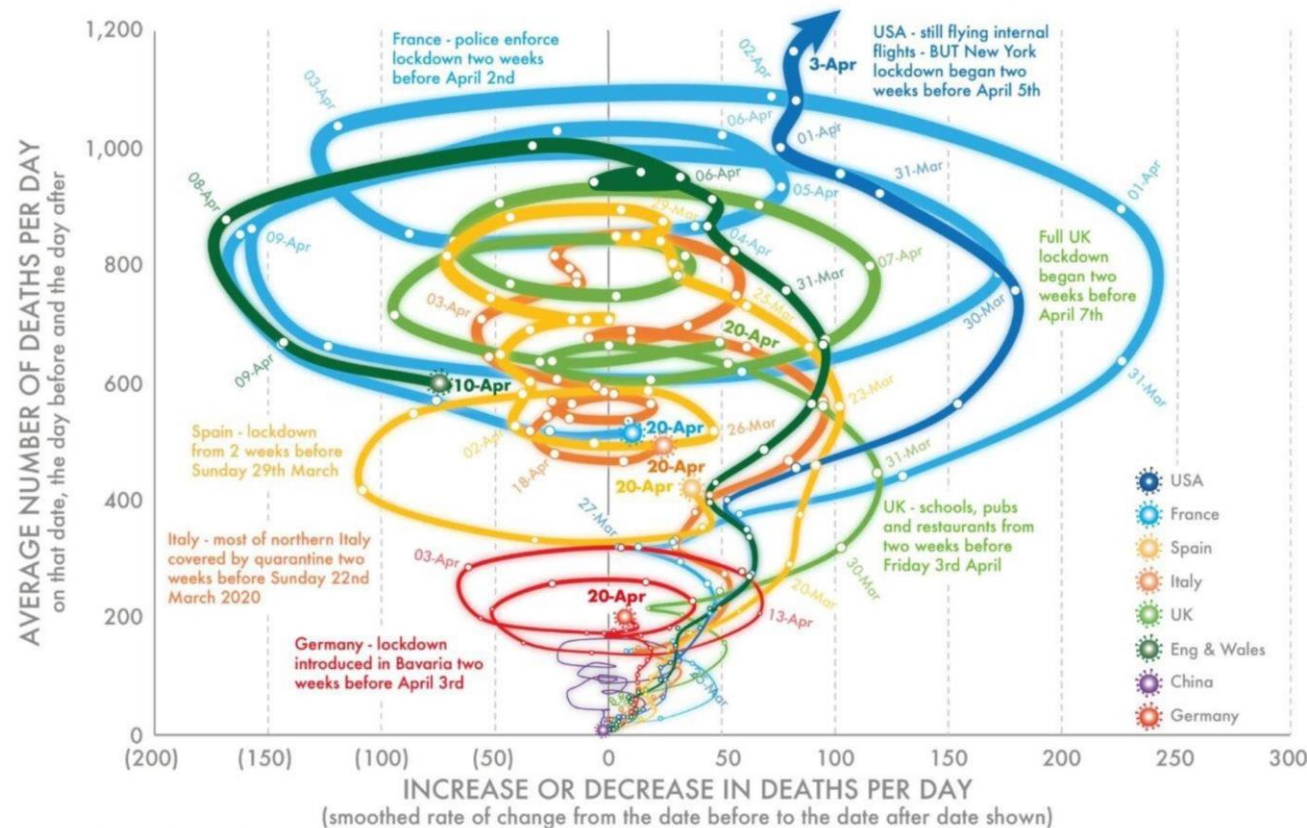 1,200
1,000
800
600
400
200
0
AVERAGE NUMBER OF DEATHS PER DAY
on that date, the day before and the day after
France - police enforce
lockdown two weeks
before April 2nd
USA - still flying internal
flights - BUT New York
lockdown began two
weeks before April 5th
3-Apr
02-Apr
03-Apr
06-Apr
01-Apr
31-Mar
06-Apr
05-Apr
01-Apr
08-Apr
29-Mar
09-Apr
04-Apr
07-Apr
Full UK
lockdown
began two
weeks before
April 7th
31-Mar
03-Apr
25-Mar
30-Mar
20-Apr
09-Apr
10-Apr
31-Mar
23-Mar
Spain - lockdown
from 2 weeks before
Sunday 29th March
02-Apr
20-Apr
26-Mar
18-Apr
20-Apr
20-Apr
31-Mar
USA
France
Spain
Italy
UK
Eng & Wales
China
Germany
27-Mar
UK - schools, pubs
and restaurants from
two weeks before
Friday 3rd April
Italy - most of northern Italy
covered by quarantine two
weeks before Sunday 22nd
March 2020
03-Apr
30-Mar
20-Mar
20-Apr
13-Apr
Germany - lockdown
introduced in Bavaria two
weeks before April 3rd
(200)
(150)
(100)
(50)
0
50
100
150
200
250
300
INCREASE OR DECREASE IN DEATHS PER DAY
(smoothed rate of change from the date before to the date after date shown)